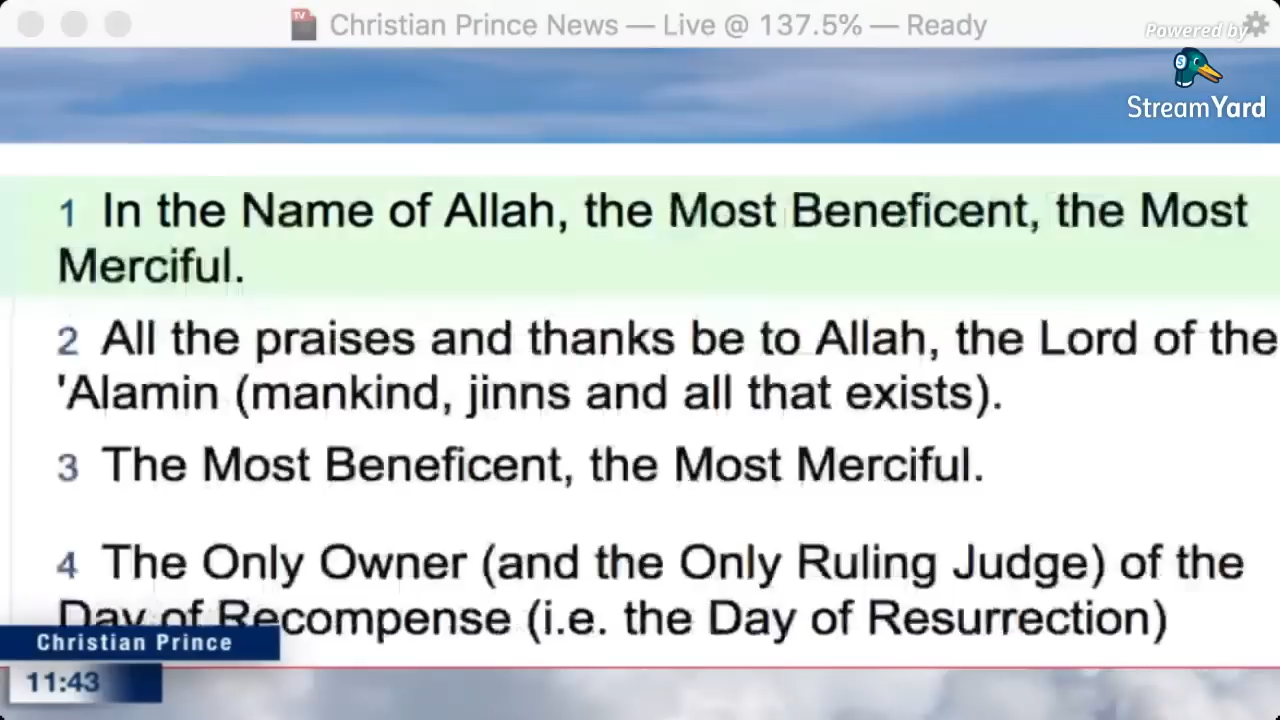 Christian Prince News — Live @ 137.5% — Ready
Powered by
StreamYard
1 In the Name of Allah, the Most Beneficent, the Most
Merciful.
2 All the praises and thanks be to Allah, the Lord of the
'Alamin (mankind, jinns and all that exists).
3 The Most Beneficent, the Most Merciful.
4 The Only Owner (and the Only Ruling Judge) of the
Day of Recompense (i.e. the Day of Resurrection)
Christian Prince
11:43